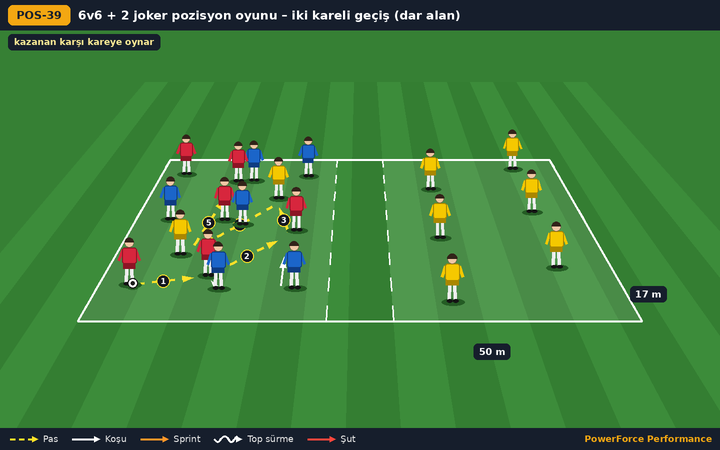 POS-39 6v6 + 2 joker pozisyon oyunu – iki kareli geçiş (dar alan)
kazanan karşı kareye oynar
5
3
2
1
17 m
50 m
Pas Koşu Sprint Top sürme Şut PowerForce Performance